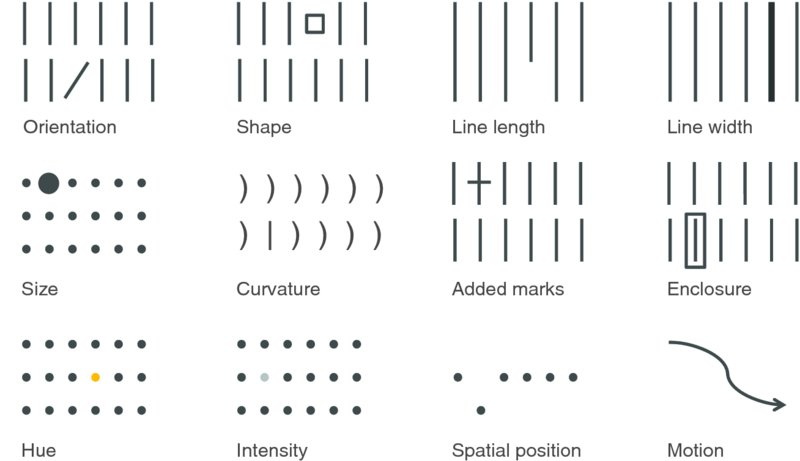 Orientation
Shape
Line length
Line width
Size
Curvature
Added marks
Enclosure
Hue
Intensity
Spatial position
Motion